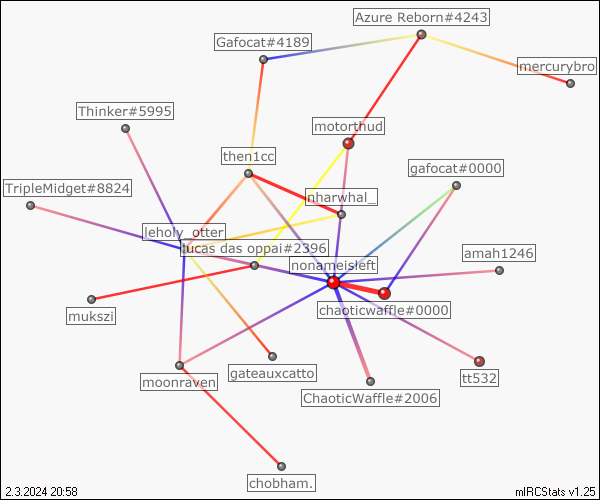 Azure Reborn#4243
Gafocat#4189
mercurybro
Thinker#5995
motorthud
then1cc
gafocat#0000
TripleMidget#8824
nharwhal_
leholy_otter
lucas das oppai#2396
amah1246
nonameisleft
chaoticwaffle#0000
mukszi
gateauxcatto
tt532
moonraven
ChaoticWaffle#2006
chobham.
2.3.2024 20:58
mIRCStats v1.25